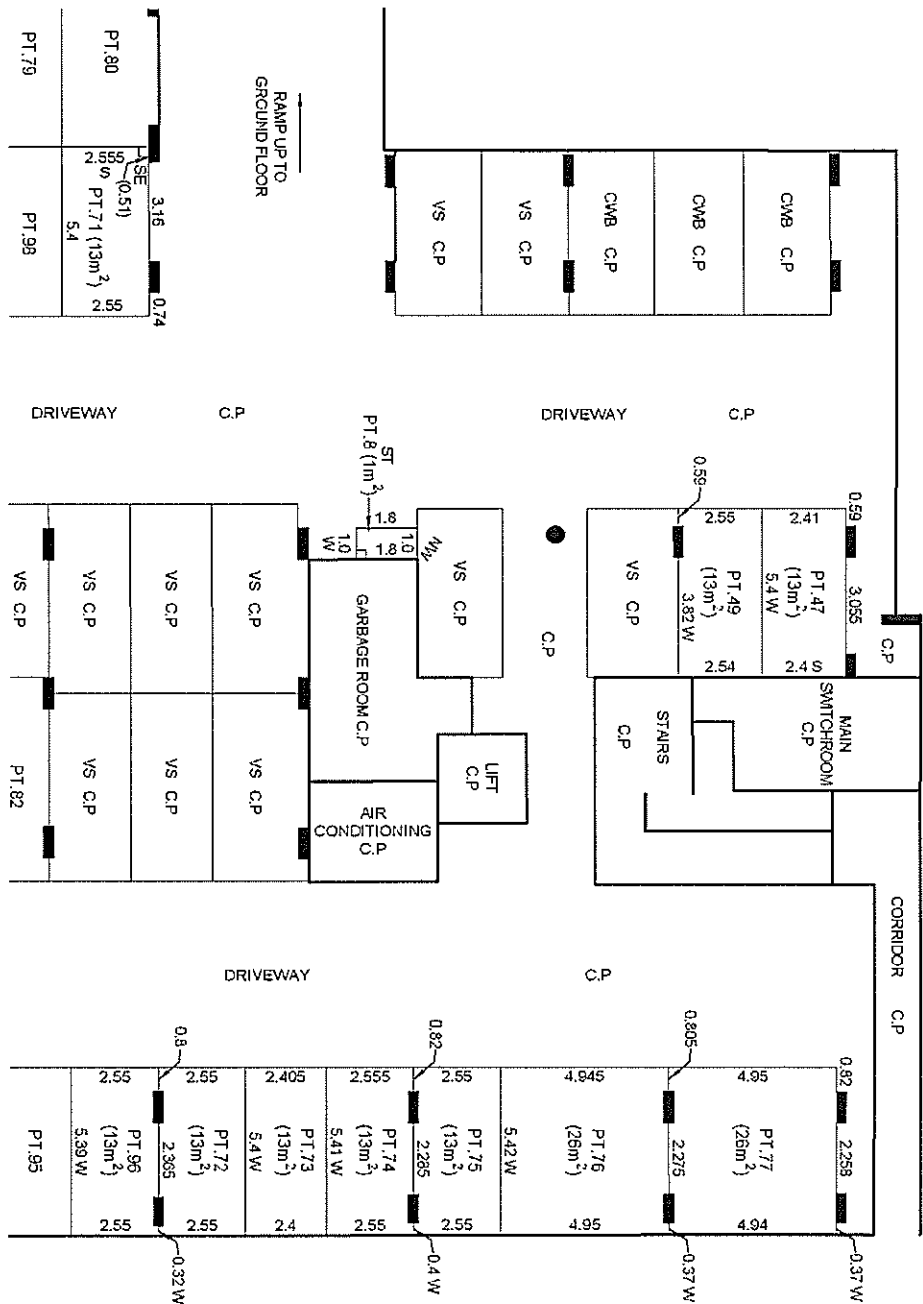 PT.79
PT.80
RAMP UP TO
GROUND FLOOR
2.555
S
SE
(0.51)
3.16
PT.71 (13m²)
5.4
PT.98
2.55
0.74
VS C.P
VS C.P
CWB C.P
CWB C.P
CWB C.P
DRIVEWAY C.P
DRIVEWAY C.P
ST
PT.8 (1m²)
1.8
1.0
W
1.8
1.0
VS C.P
C.P
0.59
2.55
2.41
0.59
VS C.P
PT.49
(13m²)
3.82 W
PT.47
(13m²)
5.4 W
3.055
2.54
2.4 S
C.P
VS C.P
VS C.P
VS C.P
VS C.P
GARBAGE ROOM C.P
LIFT
C.P
STAIRS
C.P
MAIN
SWITCHROOM
C.P
PT.82
VS C.P
VS C.P
VS C.P
AIR
CONDITIONING
C.P
CORRIDOR C.P
DRIVEWAY C.P
0.8
0.82
0.805
0.82
2.55
2.55
2.405
2.555
2.55
4.945
4.95
PT.95
5.39 W
PT.96
(13m²)
2.365
PT.72
(13m²)
5.4 W
PT.73
(13m²)
5.41 W
PT.74
(13m²)
2.285
PT.75
(13m²)
5.42 W
PT.76
(26m²)
2.275
PT.77
(26m²)
2.258
2.55
2.55
2.4
2.55
2.55
4.95
4.94
0.32 W
0.4 W
0.37 W
0.37 W